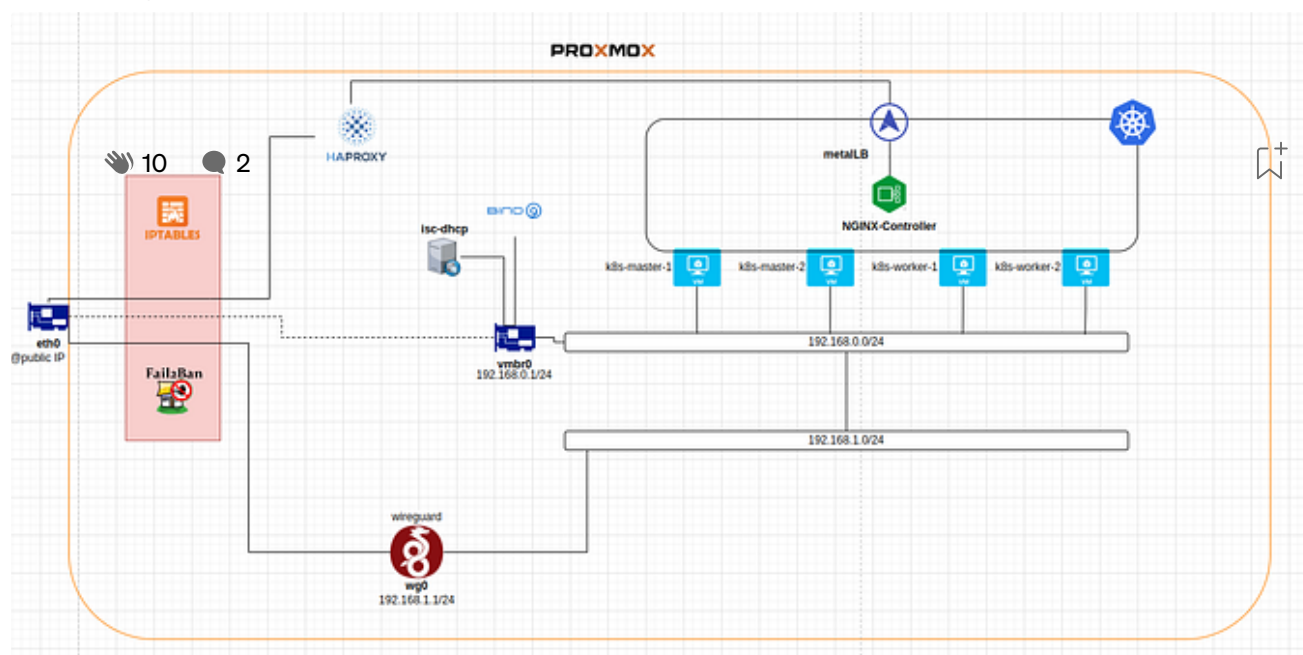 PROXMOX
HAPROXY
10 2
IPTABLES
metalLB
NGINX-Controller
BIND9
isc-dhcp
k8s-master-1
k8s-master-2
k8s-worker-1
k8s-worker-2
VM
VM
VM
VM
eth0
@public IP
192.168.0.0/24
vmbr0
192.168.0.1/24
Fail2Ban
192.168.1.0/24
wireguard
wg0
192.168.1.1/24